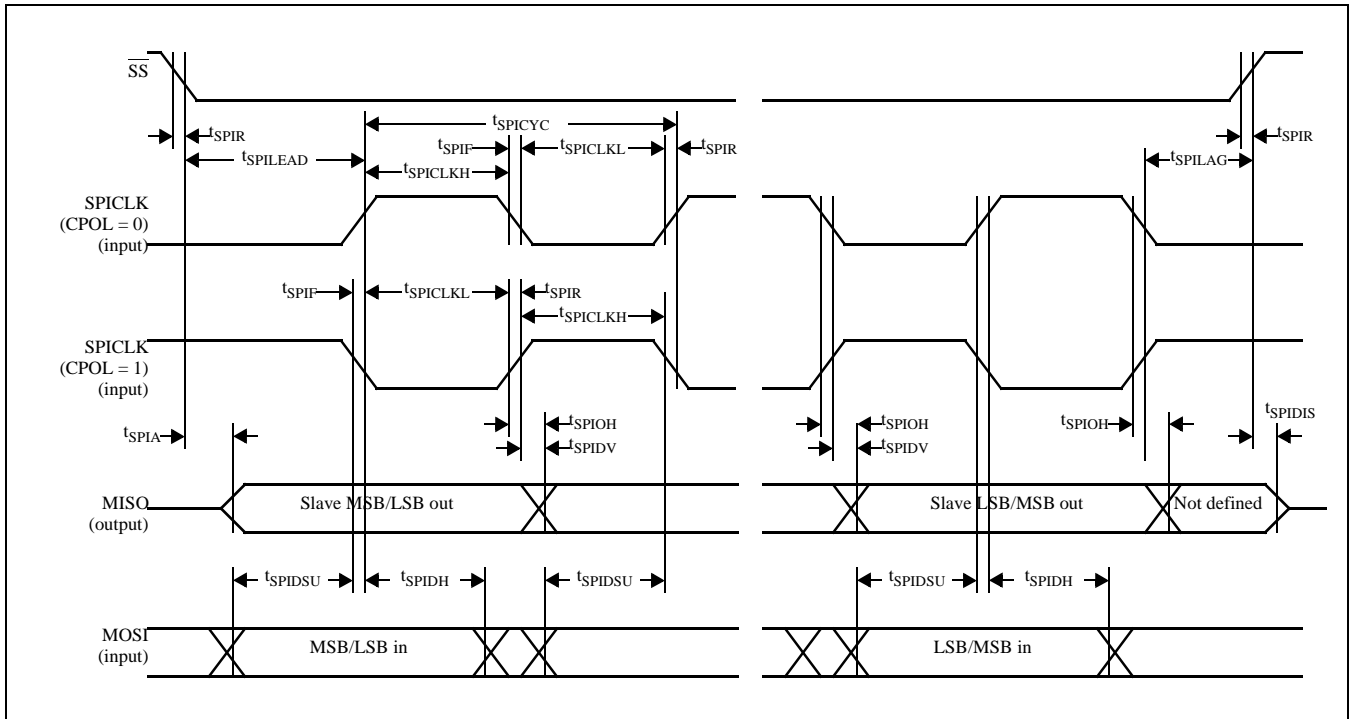 SS
tSPIR
tSPICYC
tSPIF
tSPICLKL
tSPIR
tSPIR
tSPILEAD
tSPICLKH
tSPILAG
SPICLK
(CPOL = 0)
(input)
tSPIF
tSPICLKL
tSPIR
tSPICLKH
SPICLK
(CPOL = 1)
(input)
tSPIA
tSPIOH
tSPIDV
tSPIOH
tSPIDV
tSPIOH
tSPIDIS
MISO
(output)
Slave MSB/LSB out
Slave LSB/MSB out
Not defined
tSPIDSU
tSPIDH
tSPIDSU
tSPIDSU
tSPIDH
MOSI
(input)
MSB/LSB in
LSB/MSB in